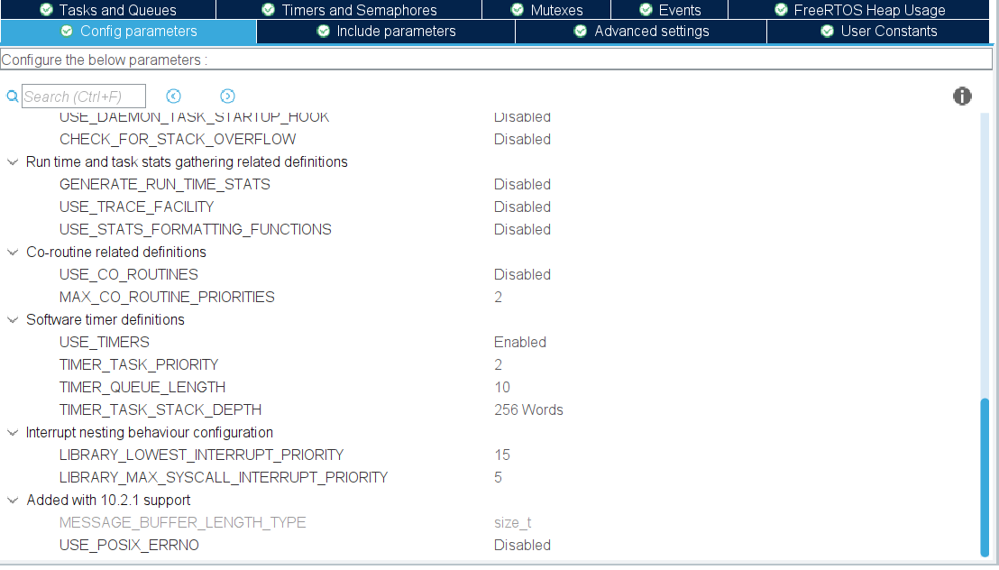 Tasks and Queues Timers and Semaphores Mutexes Events FreeRTOS Heap Usage
Config parameters Include parameters Advanced settings User Constants
Configure the below parameters :
Search (Ctrl+F)
USE_DAEMON_TASK_STARTUP_HOOK Disabled
CHECK_FOR_STACK_OVERFLOW Disabled
Run time and task stats gathering related definitions
GENERATE_RUN_TIME_STATS Disabled
USE_TRACE_FACILITY Disabled
USE_STATS_FORMATTING_FUNCTIONS Disabled
Co-routine related definitions
USE_CO_ROUTINES Disabled
MAX_CO_ROUTINE_PRIORITIES 2
Software timer definitions
USE_TIMERS Enabled
TIMER_TASK_PRIORITY 2
TIMER_QUEUE_LENGTH 10
TIMER_TASK_STACK_DEPTH 256 Words
Interrupt nesting behaviour configuration
LIBRARY_LOWEST_INTERRUPT_PRIORITY 15
LIBRARY_MAX_SYSCALL_INTERRUPT_PRIORITY 5
Added with 10.2.1 support
MESSAGE_BUFFER_LENGTH_TYPE size_t
USE_POSIX_ERRNO Disabled